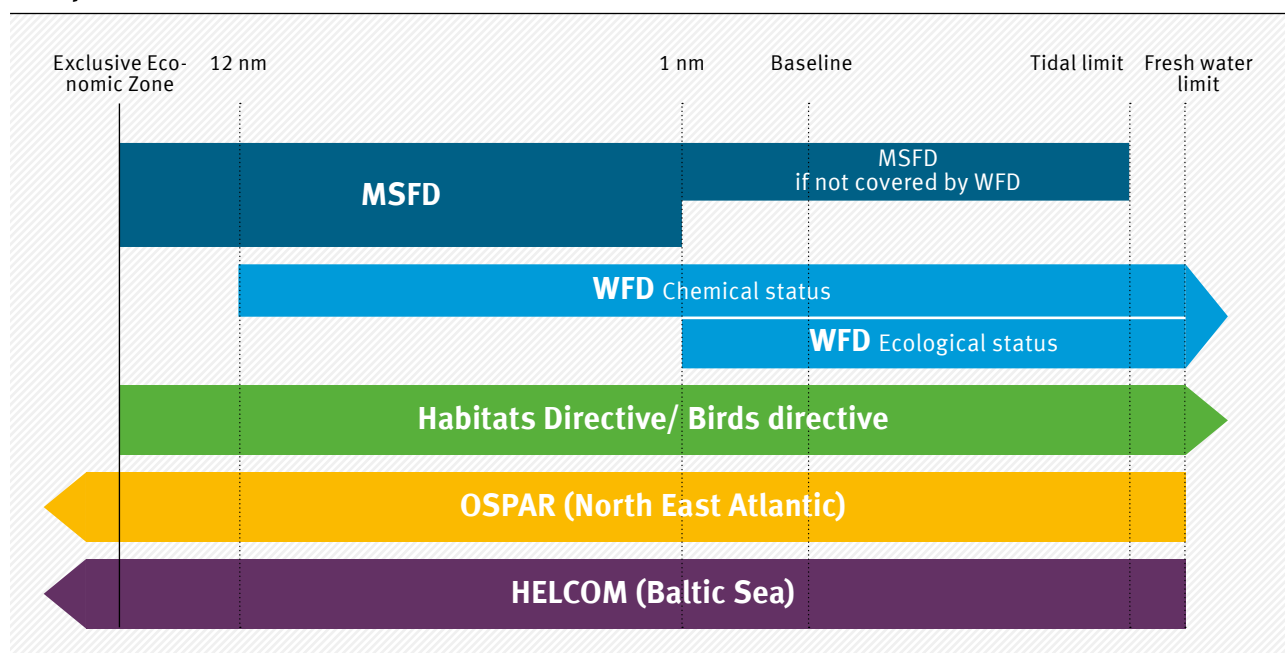 Exclusive Eco-
nomic Zone
12 nm
1 nm
Baseline
Tidal limit
Fresh water
limit
MSFD
MSFD
if not covered by WFD
WFD Chemical status
WFD Ecological status
Habitats Directive/ Birds directive
OSPAR (North East Atlantic)
HELCOM (Baltic Sea)